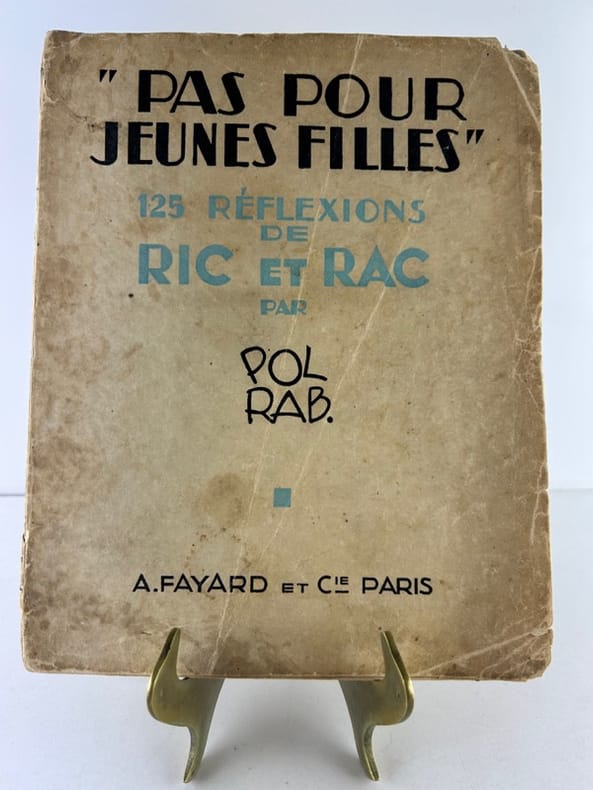 " PAS POUR
JEUNES FILLES"
125 RÉFLEXIONS
DE
RIC ET RAC
PAR
POL
RAB.
A. FAYARD ET CIE PARIS